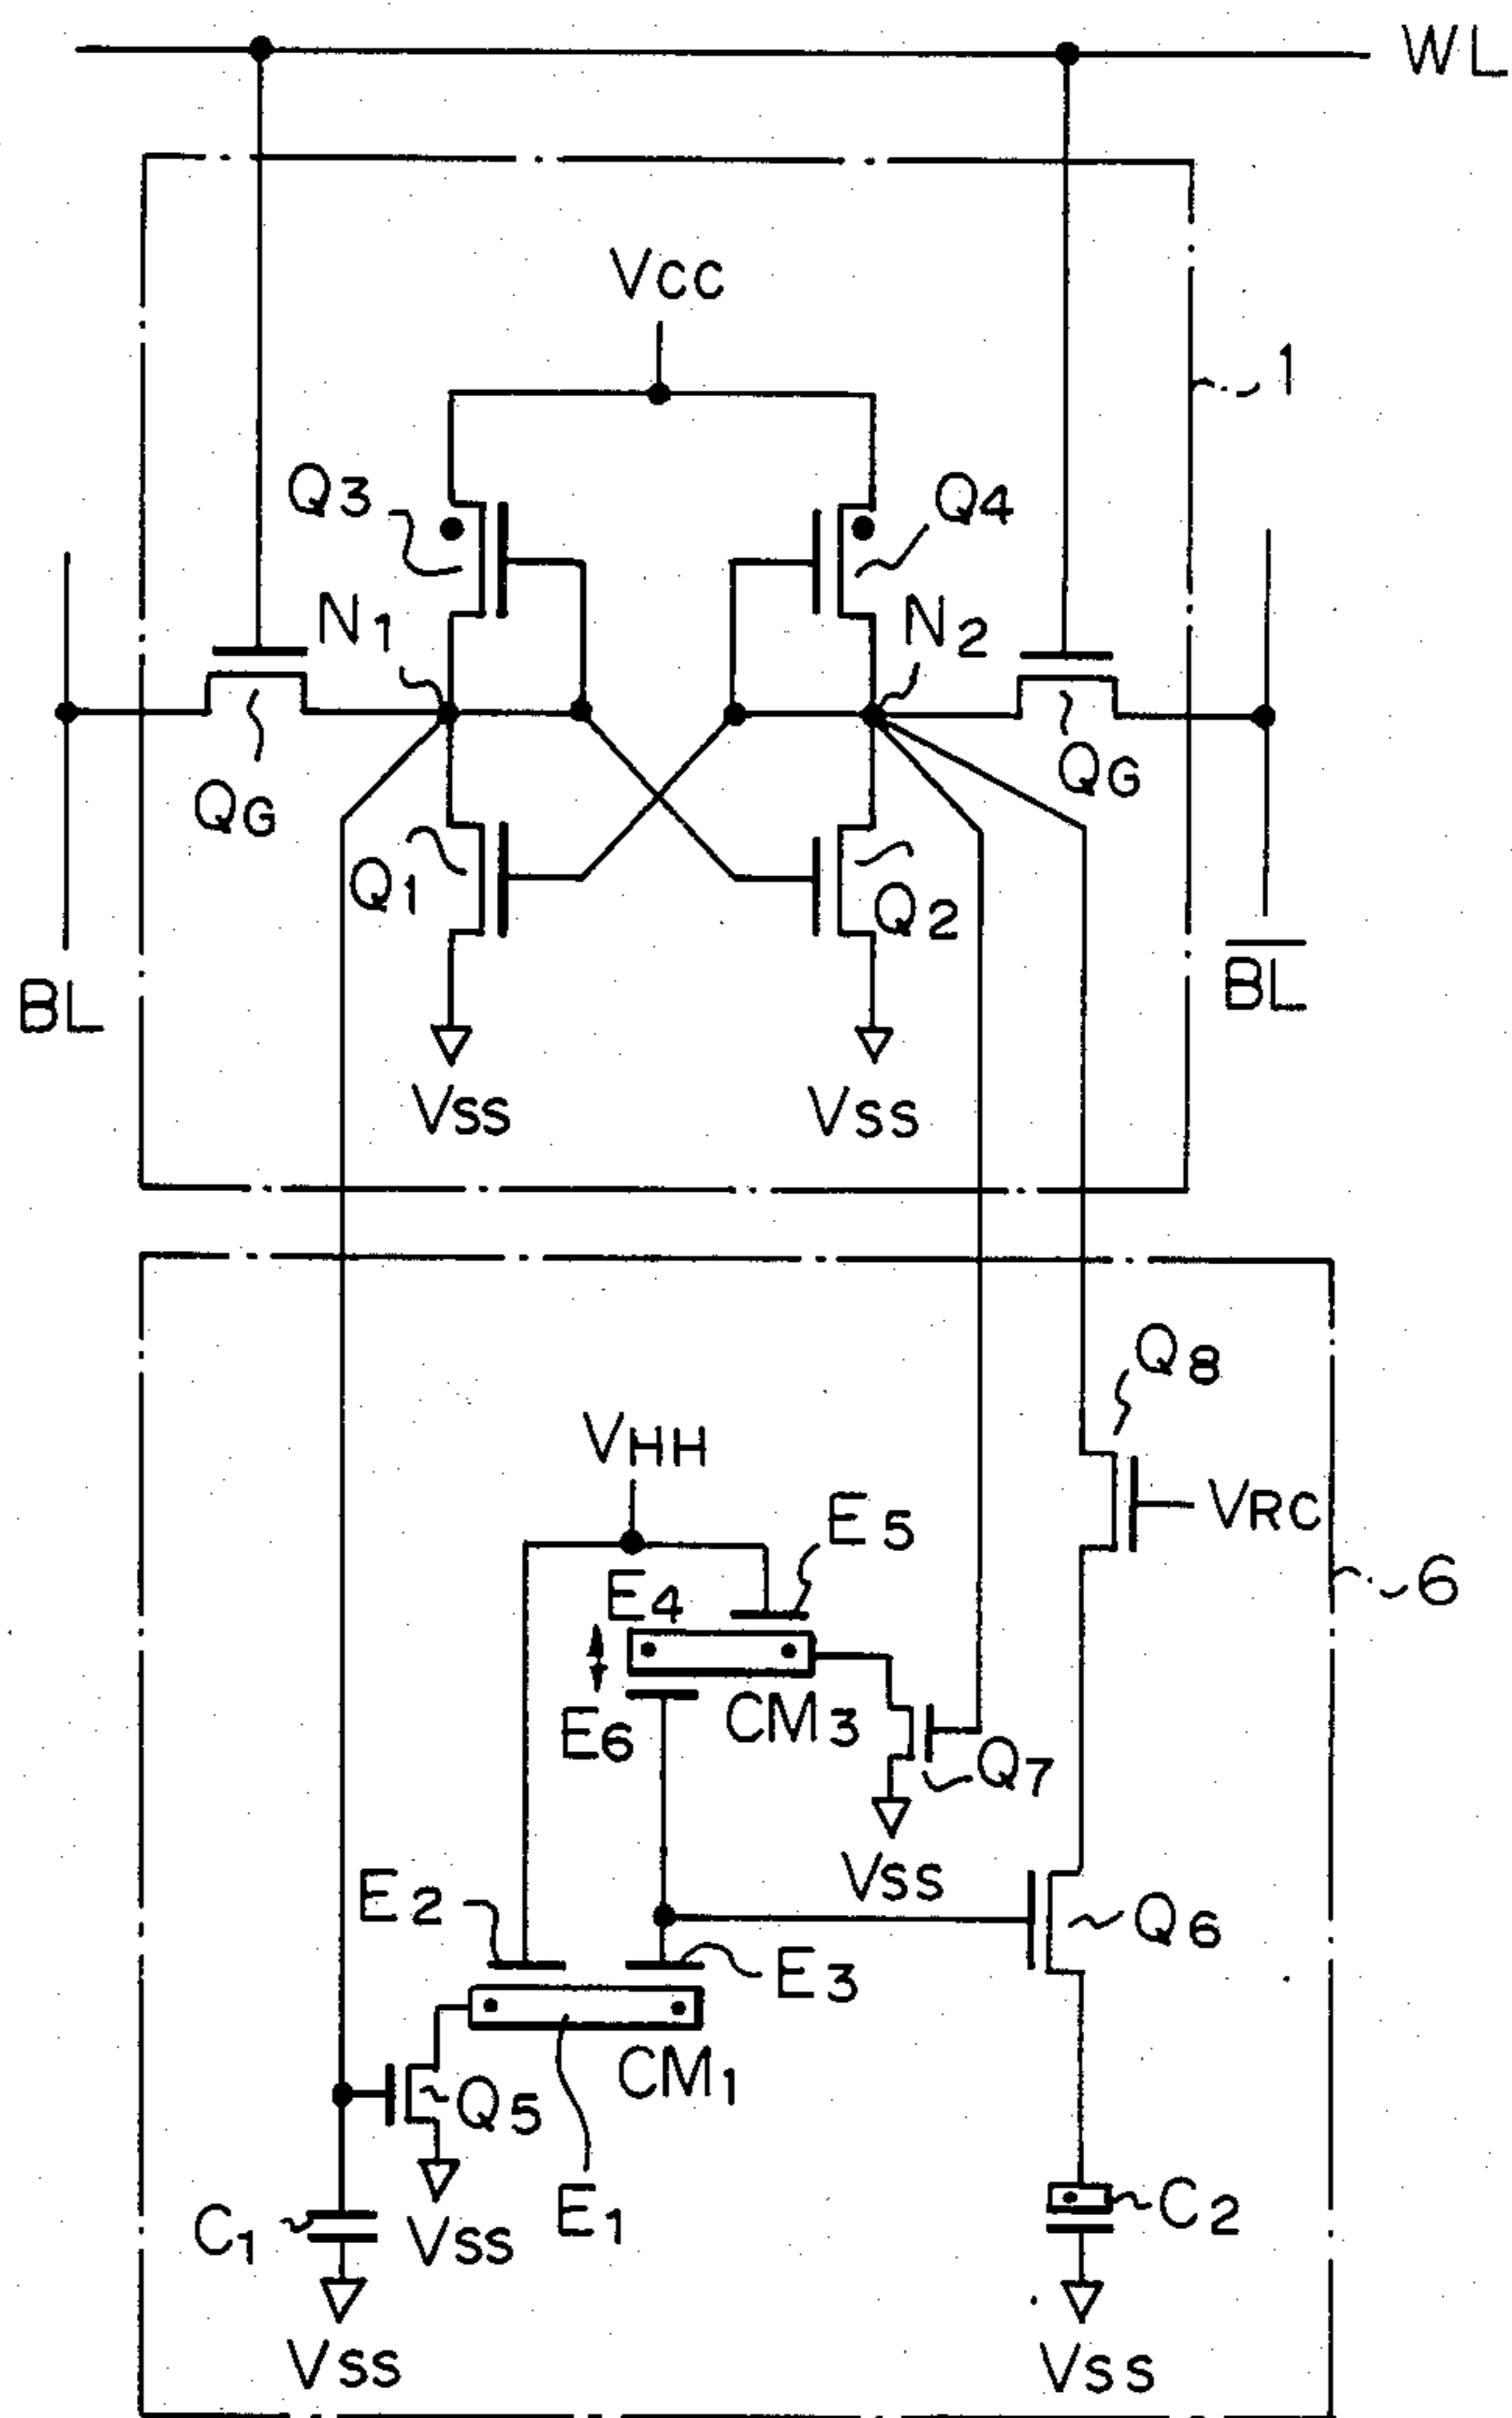 WL
VCC
1
Q3
Q4
N1
N2
QG
QG
Q1
Q2
BL
B̅L̅
VSS
VSS
Q8
VHH
E5
VRC
E4
6
E6
CM3
Q7
VSS
E2
Q6
E3
CM1
Q5
C1
VSS
E1
C2
VSS
VSS